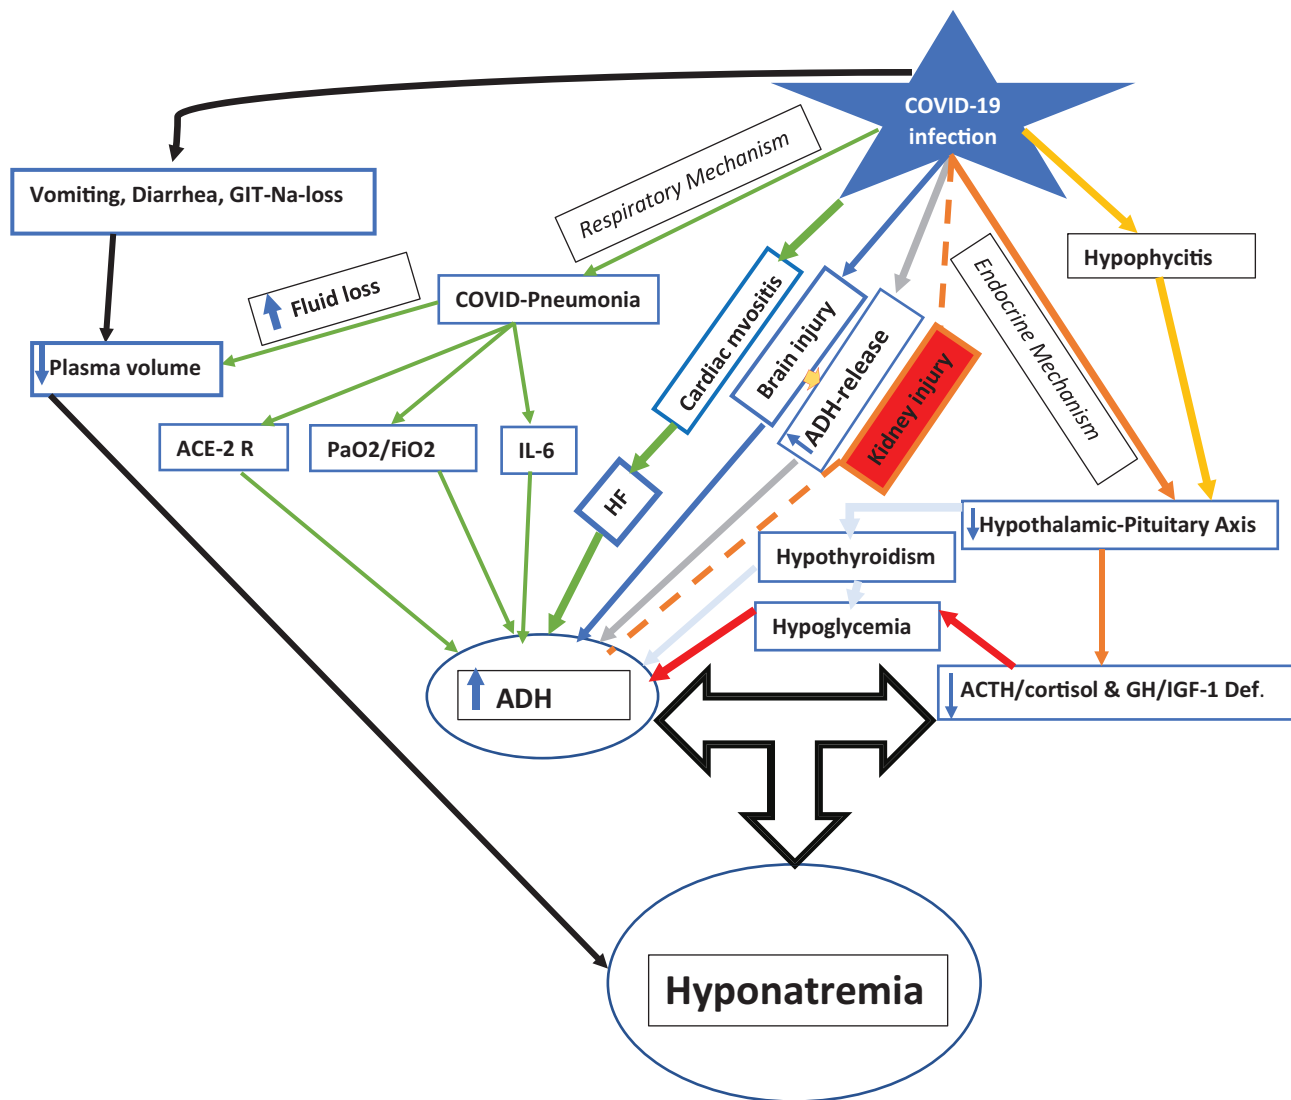 COVID-19
infection
Respiratory Mechanism
Vomiting, Diarrhea, GIT-Na-loss
Hypophycitis
Endocrine Mechanism
Fluid loss
COVID-Pneumonia
Cardiac mvositis
Brain injury
ADH-release
Kidney injury
Plasma volume
ACE-2 R
PaO2/FiO2
IL-6
HF
Hypothalamic-Pituitary Axis
Hypothyroidism
Hypoglycemia
ADH
ACTH/cortisol & GH/IGF-1 Def.
Hyponatremia